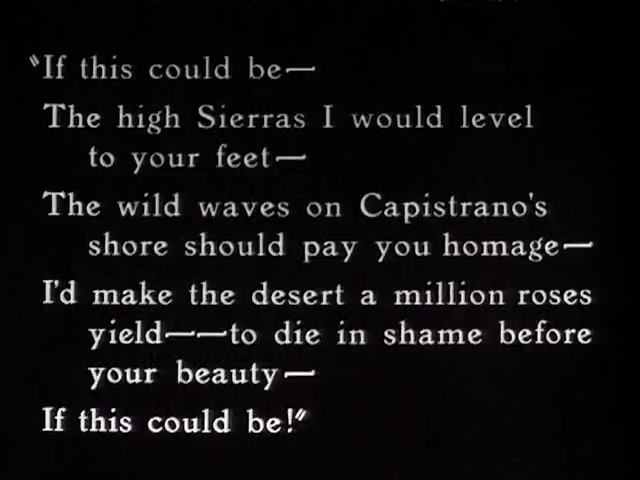 "If this could be—
The high Sierras I would level
to your feet—
The wild waves on Capistrano's
shore should pay you homage—
I'd make the desert a million roses
yield——to die in shame before
your beauty—
If this could be!"